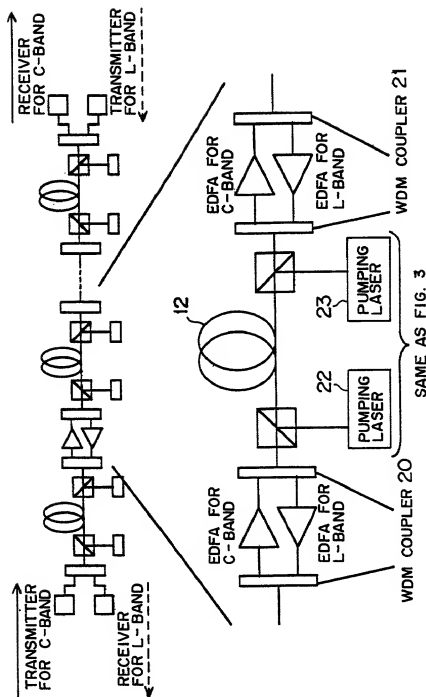 TRANSMITTER
FOR C-BAND
RECEIVER
FOR L-BAND
RECEIVER
FOR C-BAND
TRANSMITTER
FOR L-BAND
EDFA FOR
C-BAND
EDFA FOR
L-BAND
WDM COUPLER 20
12
22
PUMPING
LASER
23
PUMPING
LASER
SAME AS FIG. 3
EDFA FOR
C-BAND
EDFA FOR
L-BAND
WDM COUPLER 21